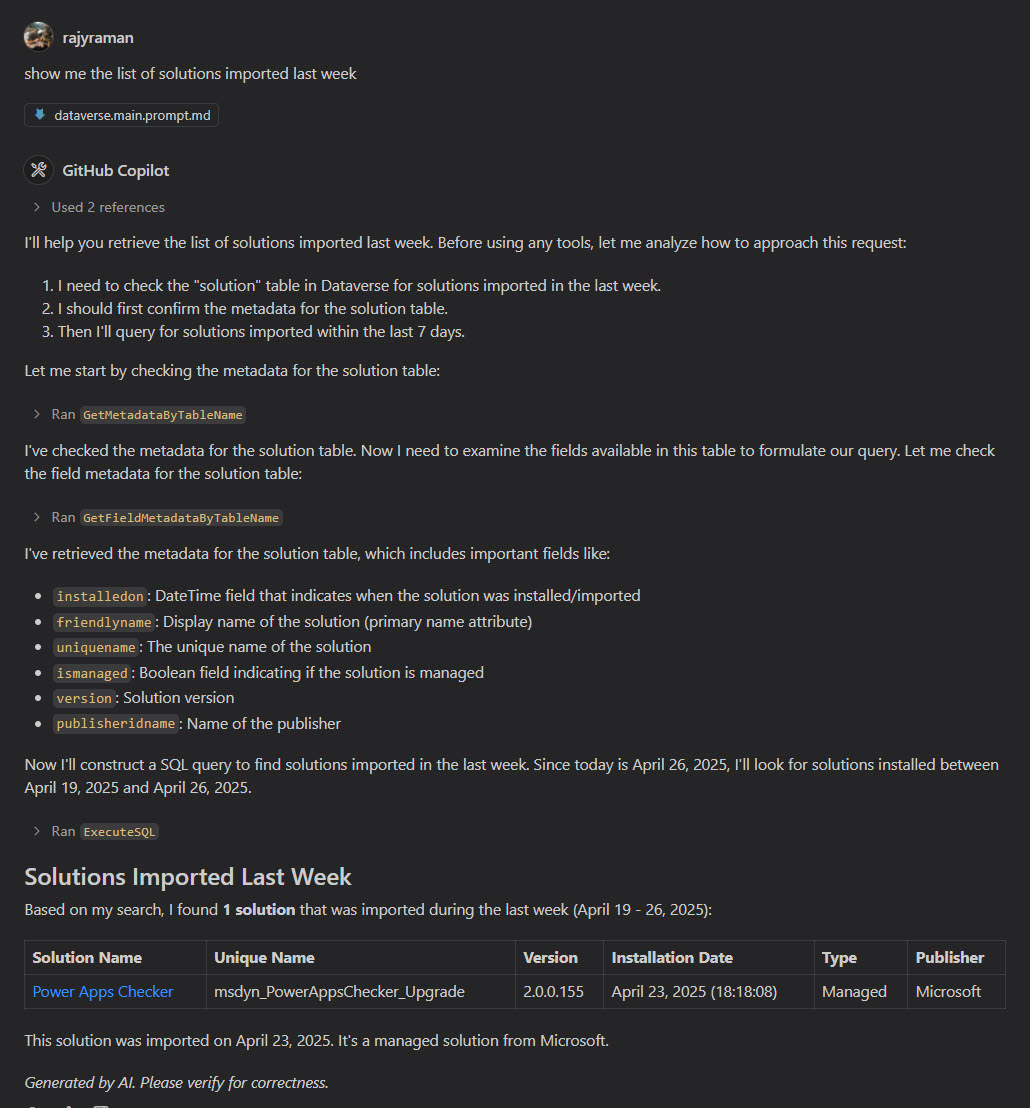 rajyraman
show me the list of solutions imported last week
dataverse.main.prompt.md
GitHub Copilot
Used 2 references
I'll help you retrieve the list of solutions imported last week. Before using any tools, let me analyze how to approach this request:
1. I need to check the "solution" table in Dataverse for solutions imported in the last week.
2. I should first confirm the metadata for the solution table.
3. Then I'll query for solutions imported within the last 7 days.
Let me start by checking the metadata for the solution table:
Ran GetMetadataByTableName
I've checked the metadata for the solution table. Now I need to examine the fields available in this table to formulate our query. Let me check
the field metadata for the solution table:
Ran GetFieldMetadataByTableName
I've retrieved the metadata for the solution table, which includes important fields like:
• installedon: DateTime field that indicates when the solution was installed/imported
• friendlyname: Display name of the solution (primary name attribute)
• uniquename: The unique name of the solution
• ismanaged: Boolean field indicating if the solution is managed
• version: Solution version
• publisheridname: Name of the publisher
Now I'll construct a SQL query to find solutions imported in the last week. Since today is April 26, 2025, I'll look for solutions installed between
April 19, 2025 and April 26, 2025.
Ran ExecuteSQL
Solutions Imported Last Week
Based on my search, I found 1 solution that was imported during the last week (April 19 - 26, 2025):
Solution Name Unique Name Version Installation Date Type Publisher
Power Apps Checker msdyn_PowerAppsChecker_Upgrade 2.0.0.155 April 23, 2025 (18:18:08) Managed Microsoft
This solution was imported on April 23, 2025. It's a managed solution from Microsoft.
Generated by AI. Please verify for correctness.